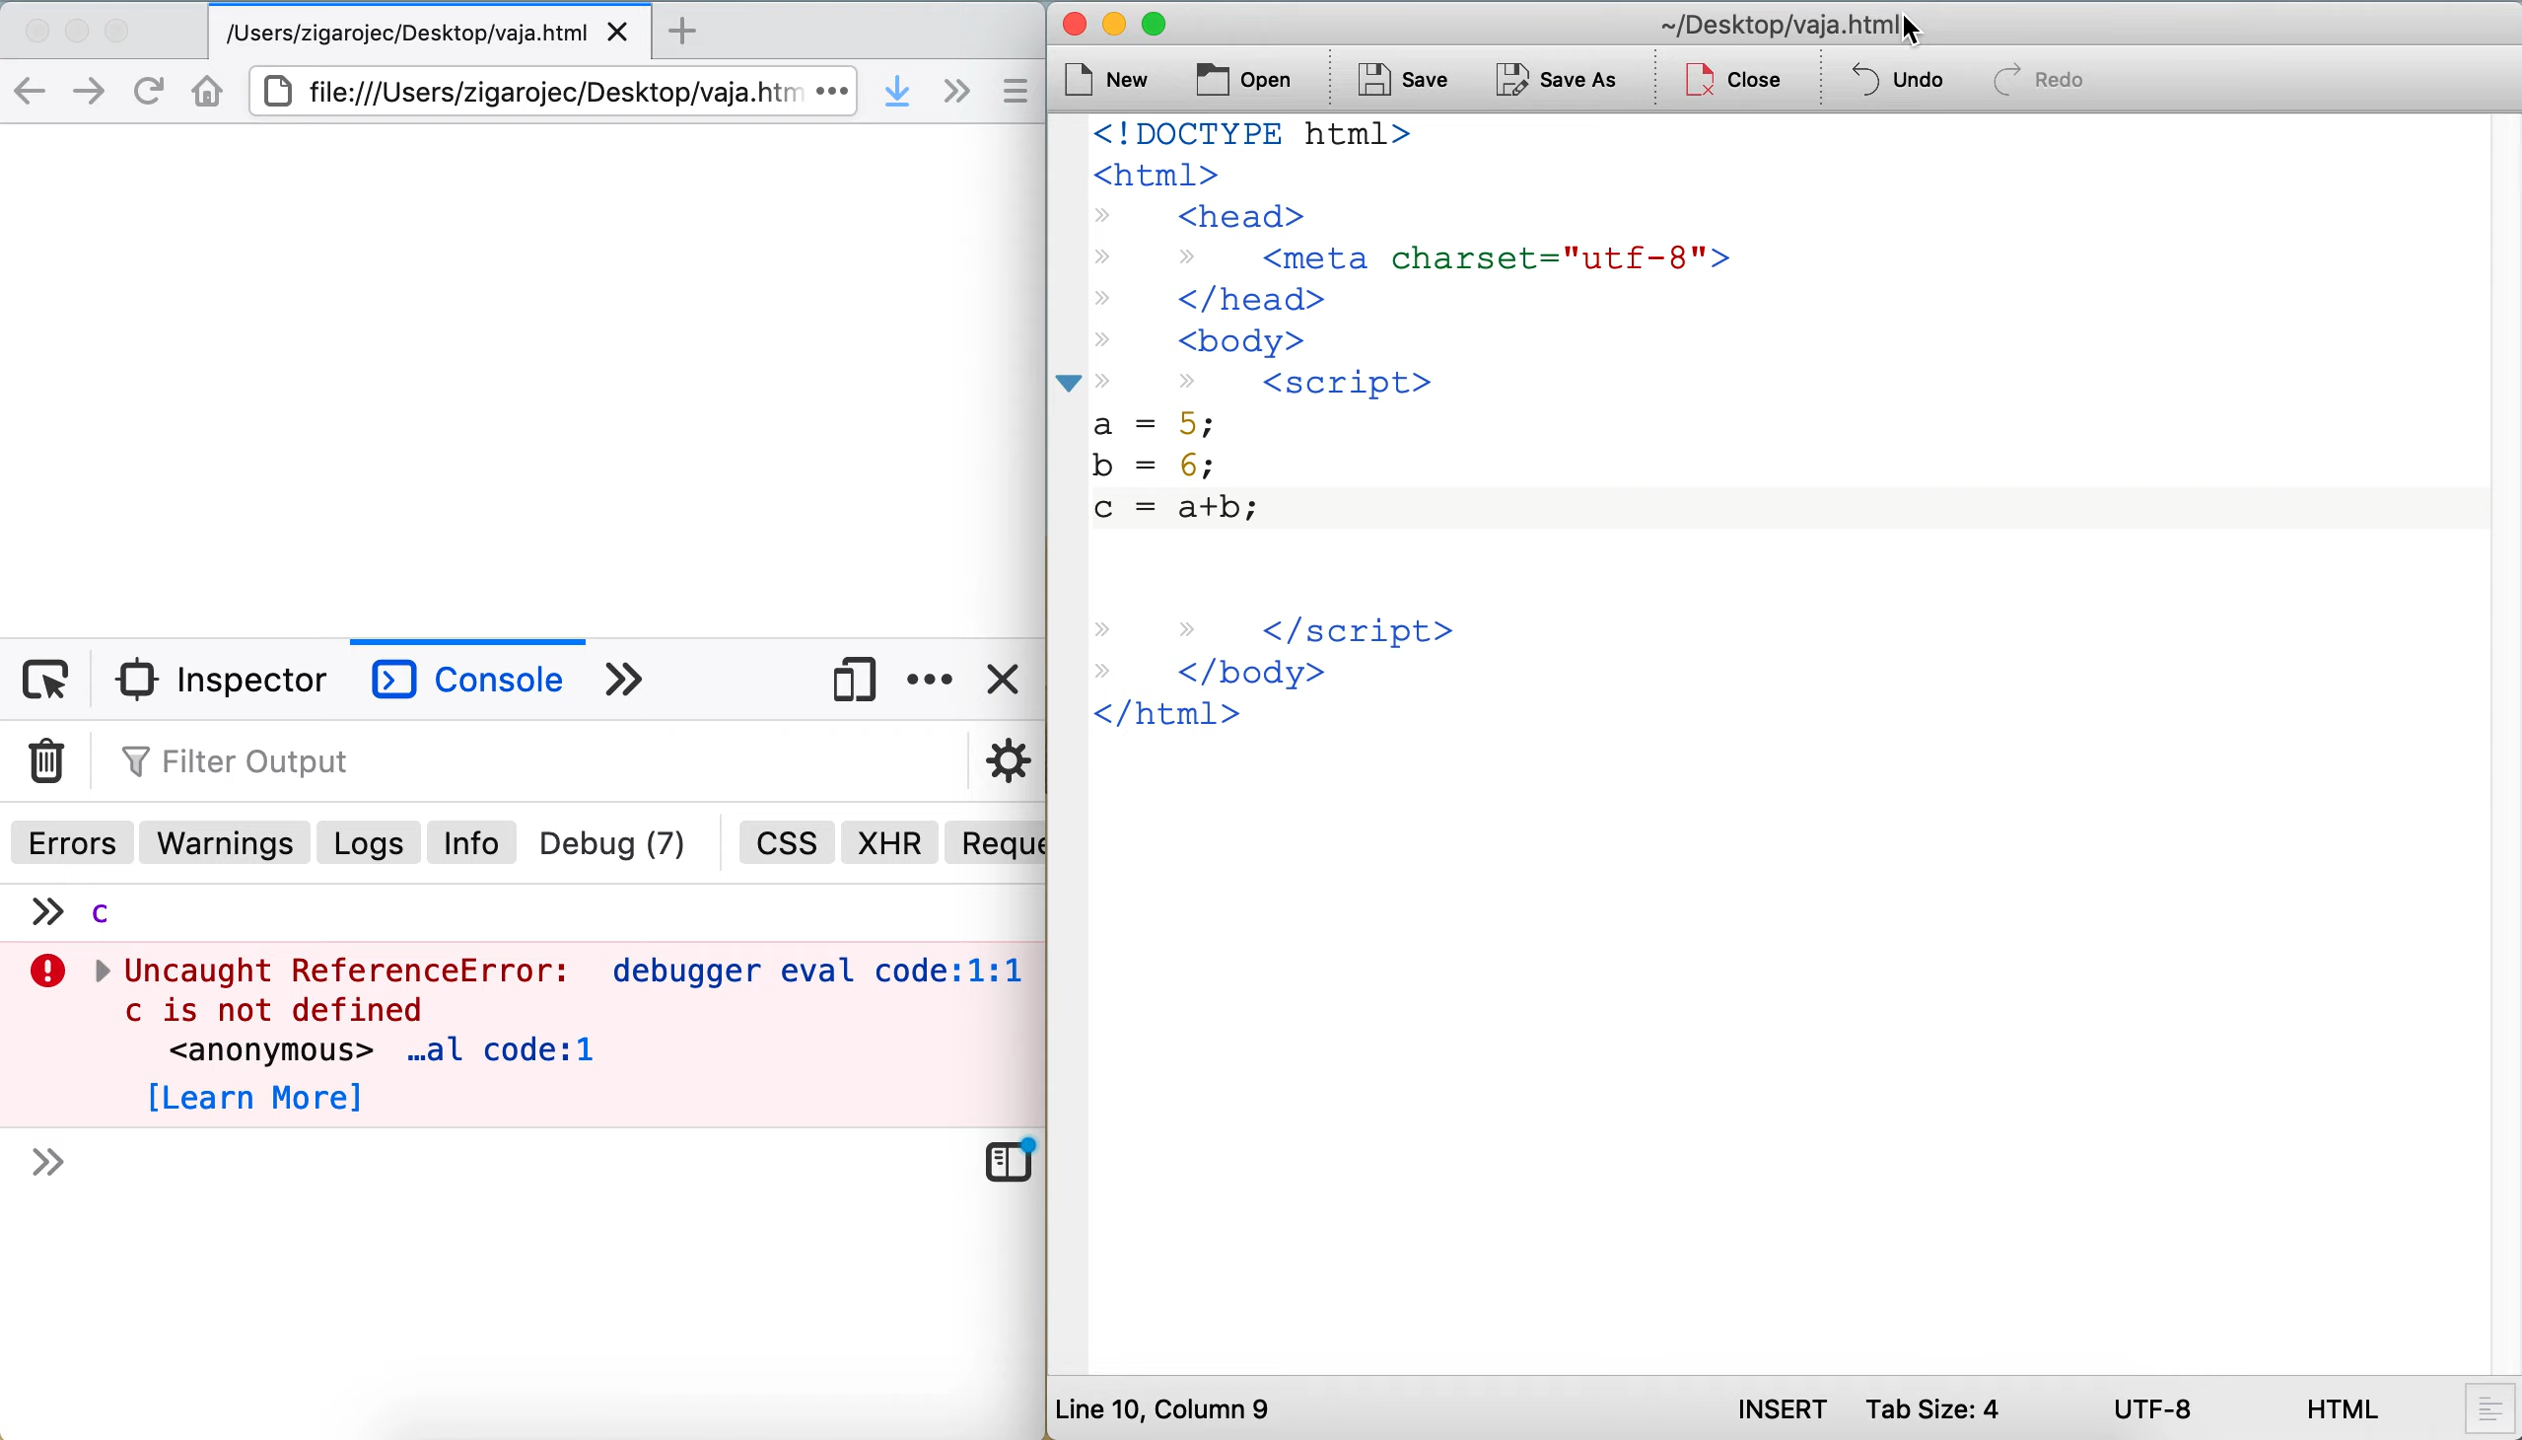 /Users/zigarojec/Desktop/vaja.html
file:///Users/zigarojec/Desktop/vaja.htm
Inspector
Console
Filter Output
Errors
Warnings
Logs
Info
Debug (7)
CSS
XHR
Reque
c
Uncaught ReferenceError: debugger eval code:1:1
c is not defined
<anonymous> …al code:1
[Learn More]
~/Desktop/vaja.html
New
Open
Save
Save As
Close
Undo
Redo
<!DOCTYPE html>
<html>
<head>
<meta charset="utf-8">
</head>
<body>
<script>
a = 5;
b = 6;
c = a+b;
</script>
</body>
</html>
Line 10, Column 9
INSERT
Tab Size: 4
UTF-8
HTML